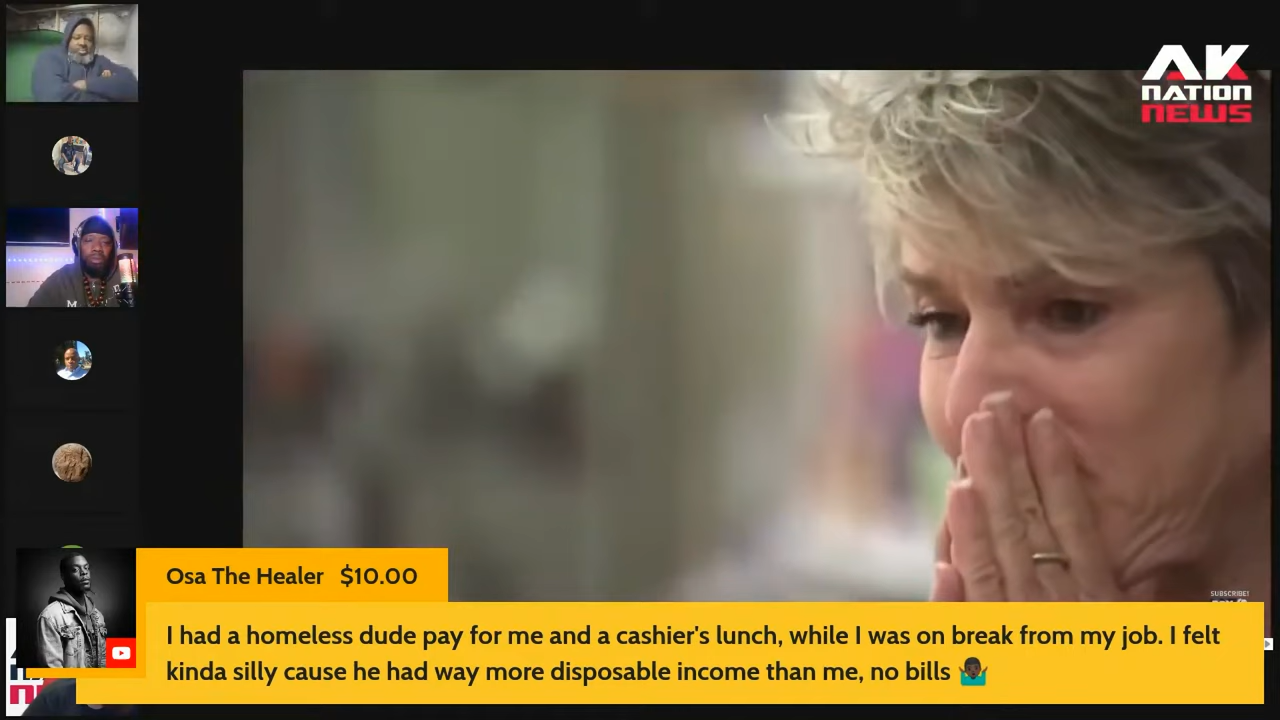 AK
NATION
NEWS
SUBSCRIBE!
Osa The Healer $10.00
I had a homeless dude pay for me and a cashier's lunch, while I was on break from my job. I felt
kinda silly cause he had way more disposable income than me, no bills 🤷🏿‍♂️